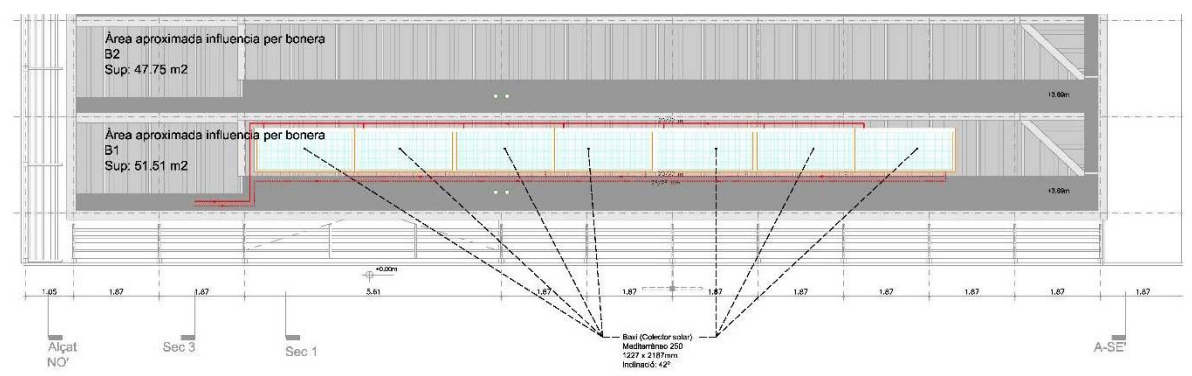 Àrea aproximada influencia per bonera
B2
Sup: 47.75 m2
+3.69m
Àrea aproximada influencia per bonera
B1
Sup: 51.51 m2
+3.69m
+0.00m
1.05 1.87 1.87 5.61 1.87 1.87 1.87 1.87 1.87 1.87 1.87 1.87
Alçat
NO'
Sec 3
Sec 1
Baxi (Colector solar)
Mediterráneo 250
1227 x 2187mm
Inclinació: 42º
A-SE'